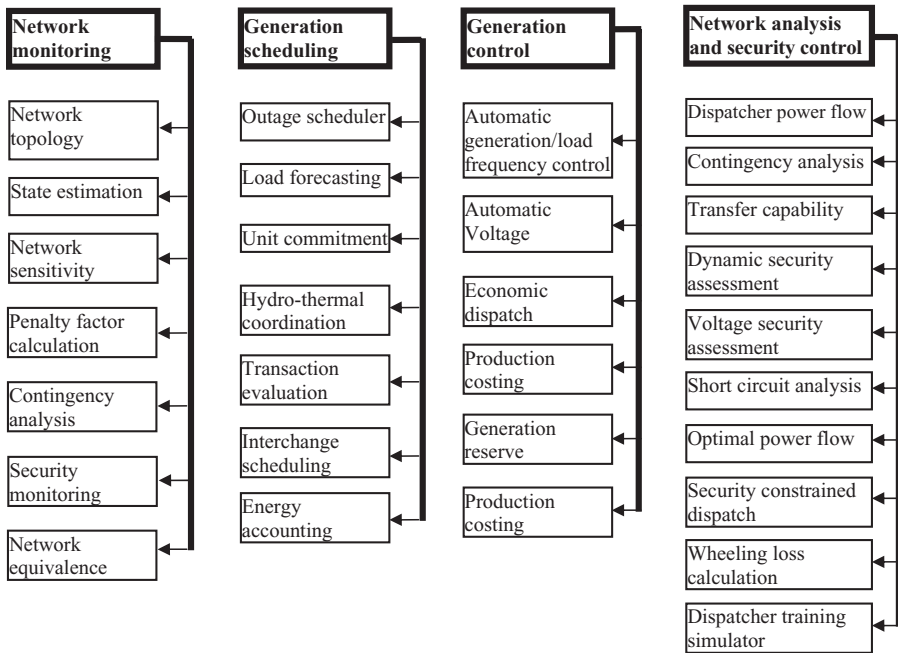 Network
monitoring
Network
topology
State estimation
Network
sensitivity
Penalty factor
calculation
Contingency
analysis
Security
monitoring
Network
equivalence
Generation
scheduling
Outage scheduler
Load forecasting
Unit commitment
Hydro-thermal
coordination
Transaction
evaluation
Interchange
scheduling
Energy
accounting
Generation
control
Automatic
generation/load
frequency control
Automatic
Voltage
Economic
dispatch
Production
costing
Generation
reserve
Production
costing
Network analysis
and security control
Dispatcher power flow
Contingency analysis
Transfer capability
Dynamic security
assessment
Voltage security
assessment
Short circuit analysis
Optimal power flow
Security constrained
dispatch
Wheeling loss
calculation
Dispatcher training
simulator